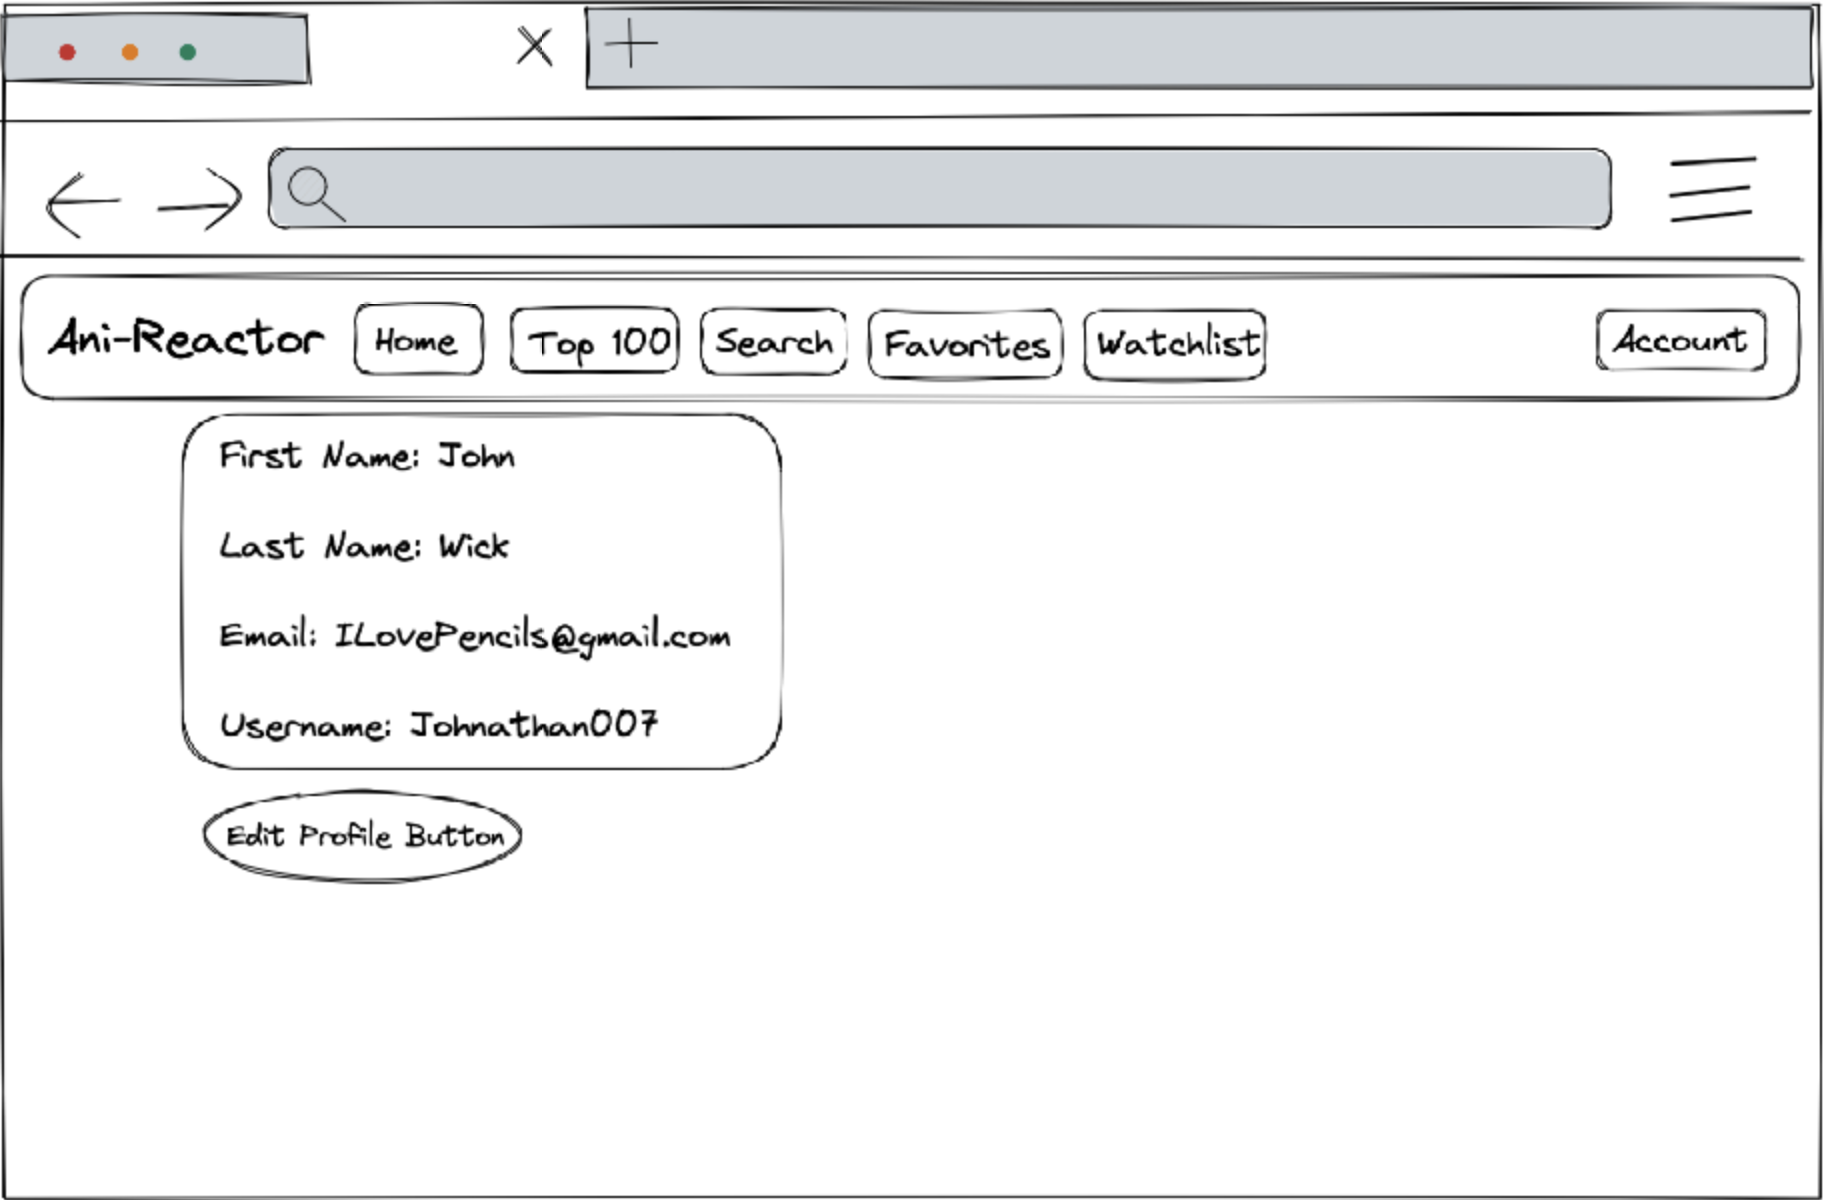 Ani-Reactor Home Top 100 Search Favorites Watchlist Account
First Name: John
Last Name: Wick
Email: ILovePencils@gmail.com
Username: Johnathan007
Edit Profile Button